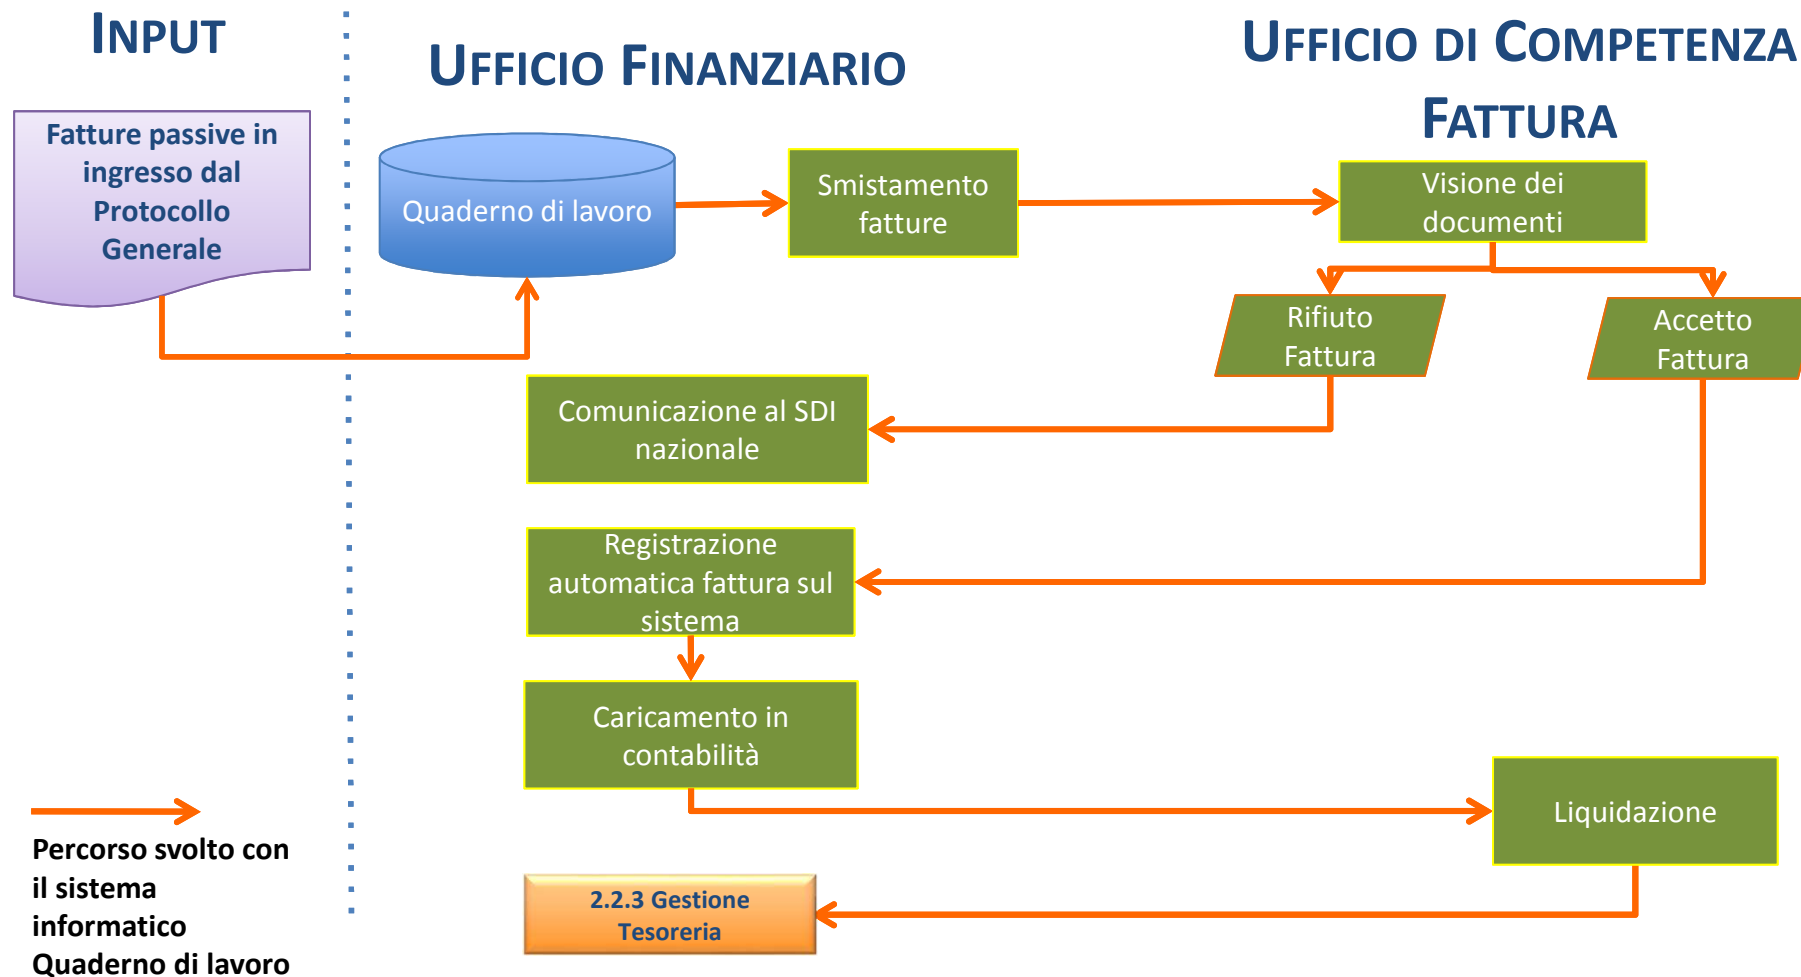 INPUT
UFFICIO FINANZIARIO
UFFICIO DI COMPETENZA
FATTURA
Fatture passive in
ingresso dal
Protocollo
Generale
Quaderno di lavoro
Smistamento
fatture
Visione dei
documenti
Rifiuto
Fattura
Accetto
Fattura
Comunicazione al SDI
nazionale
Registrazione
automatica fattura sul
sistema
Caricamento in
contabilità
Liquidazione
2.2.3 Gestione
Tesoreria
Percorso svolto con
il sistema
informatico
Quaderno di lavoro